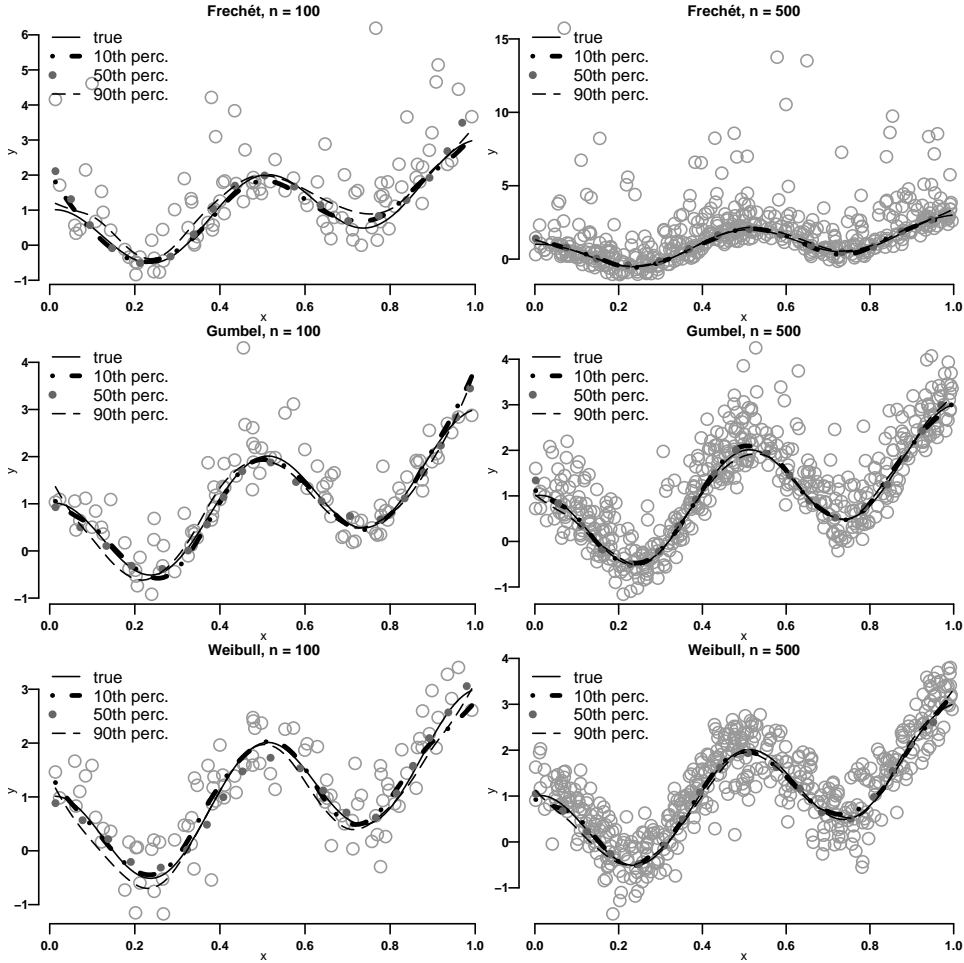 Frechét, n = 100
true
10th perc.
50th perc.
90th perc.
6
5
4
3
2
1
0
−1
y
0.0 0.2 0.4 0.6 0.8 1.0
x
Frechét, n = 500
true
10th perc.
50th perc.
90th perc.
15
10
5
0
y
0.0 0.2 0.4 0.6 0.8 1.0
x
Gumbel, n = 100
true
10th perc.
50th perc.
90th perc.
4
3
2
1
0
−1
y
0.0 0.2 0.4 0.6 0.8 1.0
x
Gumbel, n = 500
true
10th perc.
50th perc.
90th perc.
4
3
2
1
0
−1
y
0.0 0.2 0.4 0.6 0.8 1.0
x
Weibull, n = 100
true
10th perc.
50th perc.
90th perc.
3
2
1
0
−1
y
0.0 0.2 0.4 0.6 0.8 1.0
x
Weibull, n = 500
true
10th perc.
50th perc.
90th perc.
4
3
2
1
0
−1
y
0.0 0.2 0.4 0.6 0.8 1.0
x